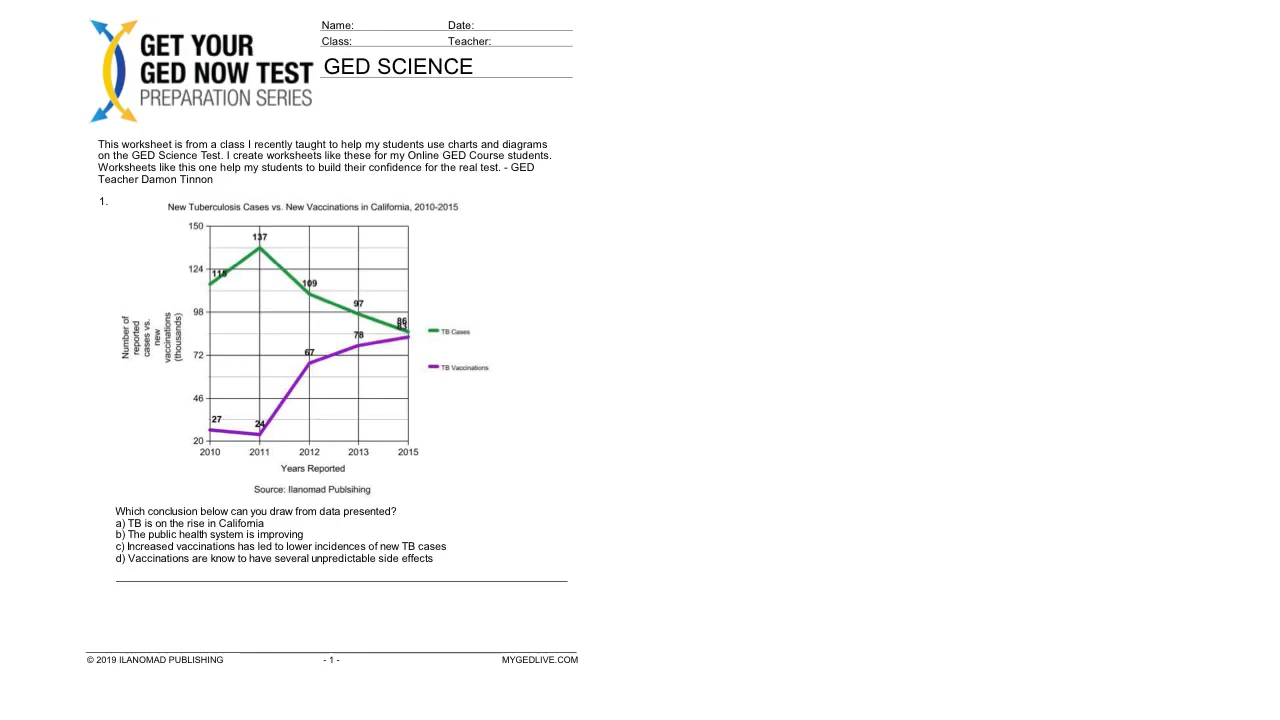 GET YOUR
GED NOW TEST
PREPARATION SERIES
Name: Date:
Class: Teacher:
GED SCIENCE
This worksheet is from a class I recently taught to help my students use charts and diagrams
on the GED Science Test. I create worksheets like these for my Online GED Course students.
Worksheets like this one help my students to build their confidence for the real test. - GED
Teacher Damon Tinnon
1.
New Tuberculosis Cases vs. New Vaccinations in California, 2010-2015
150
124
98
72
46
20
Number of
reported
cases vs.
new
vaccinations
(thousands)
115
137
109
97
86
83
27
24
67
78
TB Cases
TB Vaccinations
2010 2011 2012 2013 2015
Years Reported
Source: Ilanomad Publsihing
Which conclusion below can you draw from data presented?
a) TB is on the rise in California
b) The public health system is improving
c) Increased vaccinations has led to lower incidences of new TB cases
d) Vaccinations are know to have several unpredictable side effects
© 2019 ILANOMAD PUBLISHING - 1 - MYGEDLIVE.COM